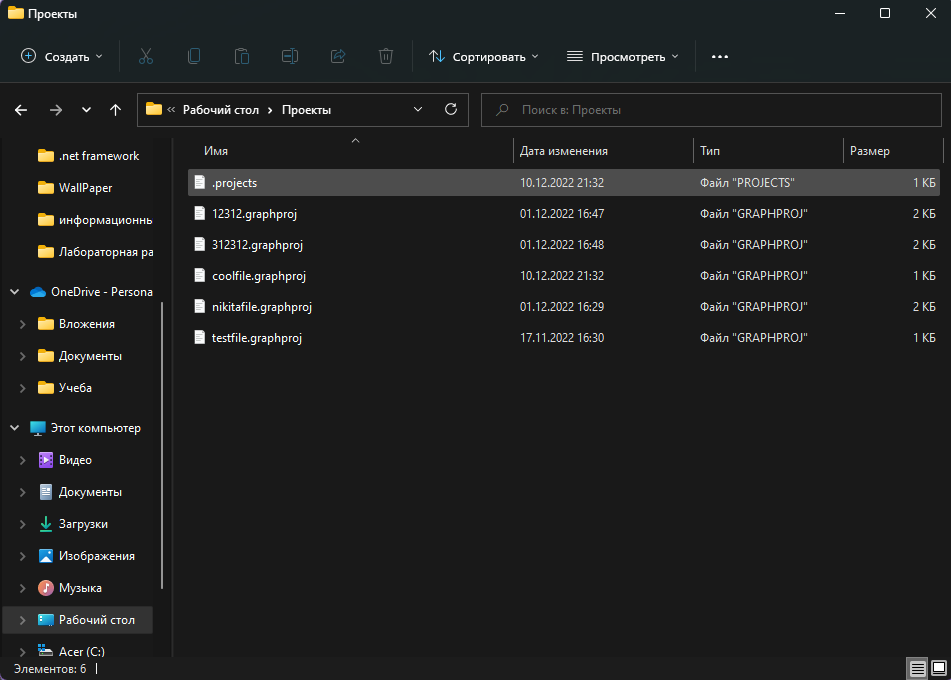 Проекты
Создать Сортировать Просмотреть
« Рабочий стол › Проекты Поиск в: Проекты
Имя Дата изменения Тип Размер
.projects 10.12.2022 21:32 Файл "PROJECTS" 1 КБ
12312.graphproj 01.12.2022 16:47 Файл "GRAPHPROJ" 2 КБ
312312.graphproj 01.12.2022 16:48 Файл "GRAPHPROJ" 2 КБ
coolfile.graphproj 10.12.2022 21:32 Файл "GRAPHPROJ" 1 КБ
nikitafile.graphproj 01.12.2022 16:29 Файл "GRAPHPROJ" 2 КБ
testfile.graphproj 17.11.2022 16:30 Файл "GRAPHPROJ" 1 КБ
.net framework
WallPaper
информационнь
Лабораторная ра
OneDrive - Persona
Вложения
Документы
Учеба
Этот компьютер
Видео
Документы
Загрузки
Изображения
Музыка
Рабочий стол
Acer (C:)
Элементов: 6